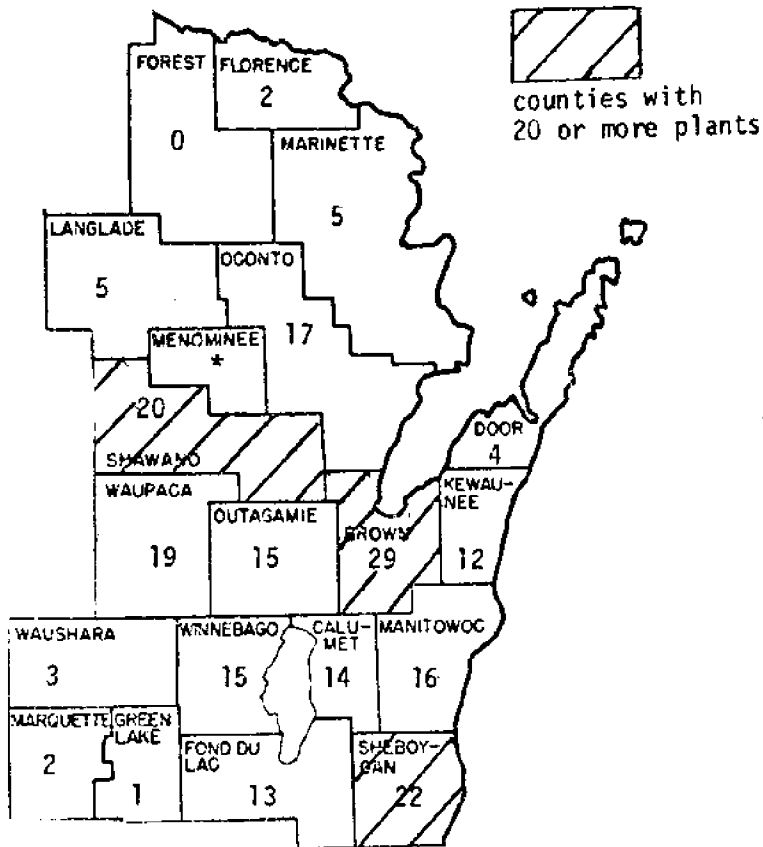 counties with
20 or more plants
FOREST
0
FLORENCE
2
MARINETTE
5
LANGLADE
5
OCONTO
17
MENOMINEE
*
20
SHAWANO
WAUPACA
19
OUTAGAMIE
15
BROWN
29
DOOR
4
KEWAU-
NEE
12
WAUSHARA
3
WINNEBAGO
15
CALU-
MET
14
MANITOWOC
16
MARQUETTE
2
GREEN
LAKE
1
FOND DU
LAC
13
SHEBOY-
GAN
22